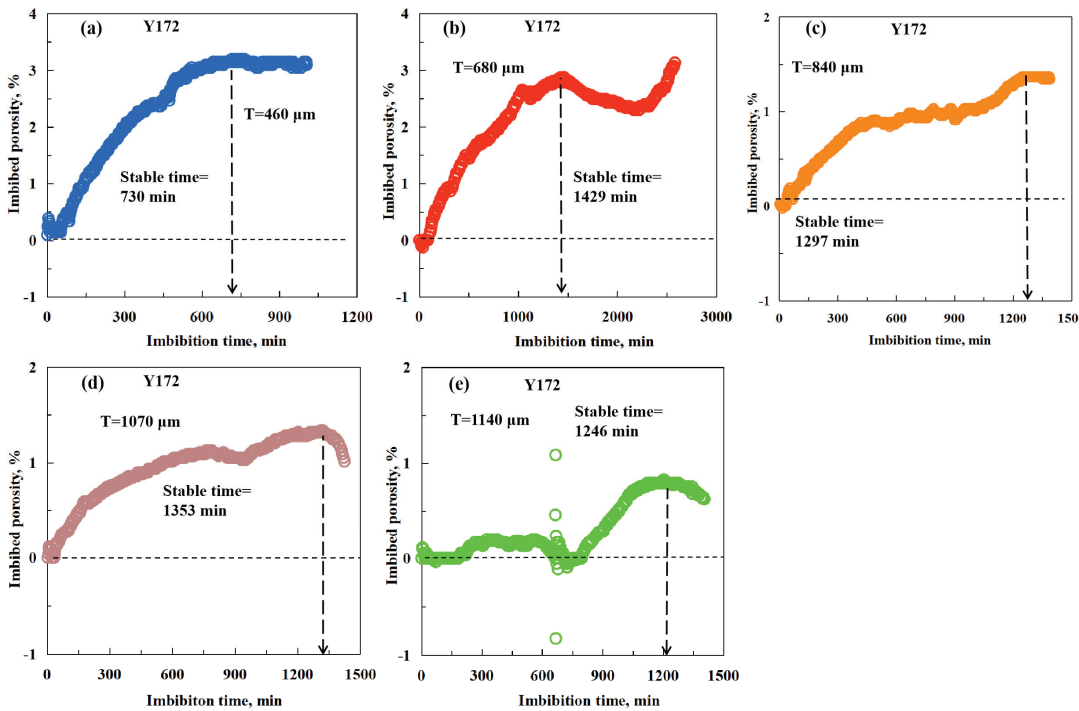 (a) Y172
T=460 μm
Stable time=
730 min
Imbibed porosity, %
4
3
2
1
0
-1
0 300 600 900 1200
Imbibition time, min
(b) Y172
T=680 μm
Stable time=
1429 min
Imbibed porosity, %
4
3
2
1
0
-1
0 1000 2000 3000
Imbibition time, min
(c) Y172
T=840 μm
Stable time=
1297 min
Imbibed porosity, %
2
1
0
-1
0 300 600 900 1200 1500
Imbibition time, min
(d) Y172
T=1070 μm
Stable time=
1353 min
Imbibed porosity, %
2
1
0
-1
0 300 600 900 1200 1500
Imbibiton time, min
(e) Y172
T=1140 μm
Stable time=
1246 min
Imbibed porosity, %
2
1
0
-1
0 300 600 900 1200 1500
Imbibition time, min